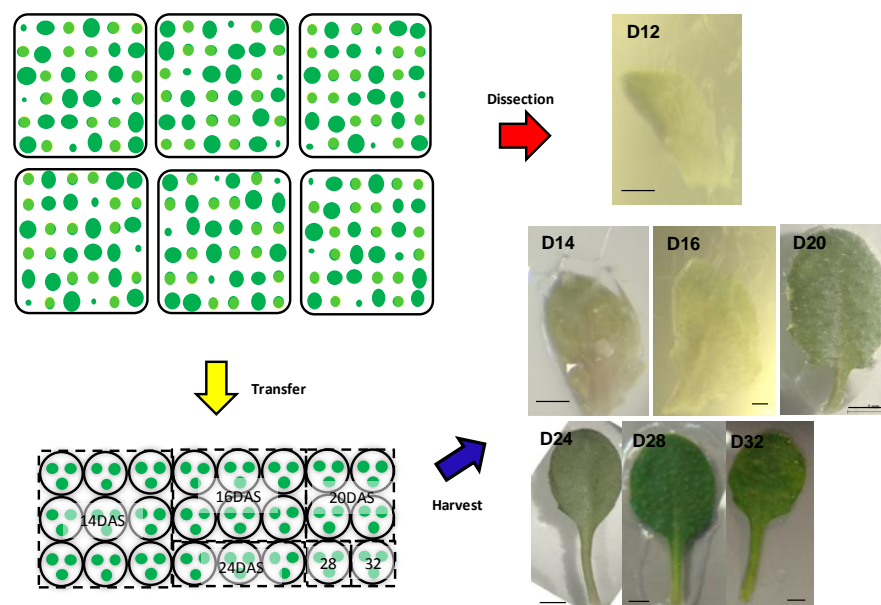 D12
Dissection
D14
D16
D20
Transfer
D24
D28
D32
16DAS
20DAS
14DAS
Harvest
24DAS
28
32